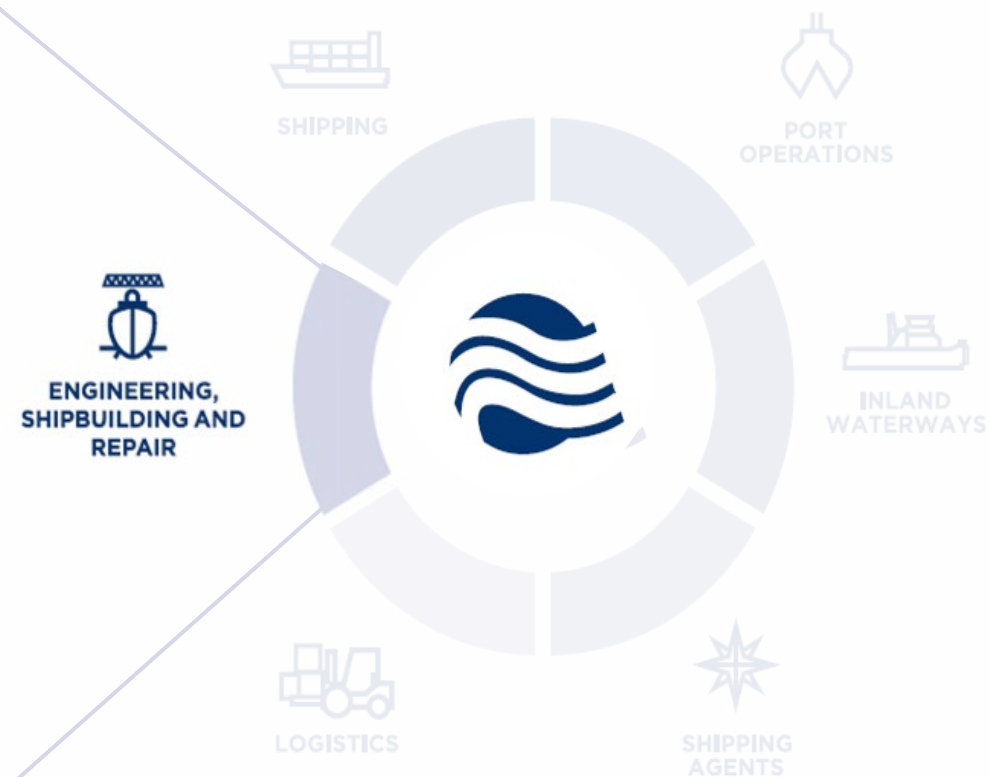 SHIPPING
PORT
OPERATIONS
ENGINEERING,
SHIPBUILDING AND
REPAIR
INLAND
WATERWAYS
LOGISTICS
SHIPPING
AGENTS